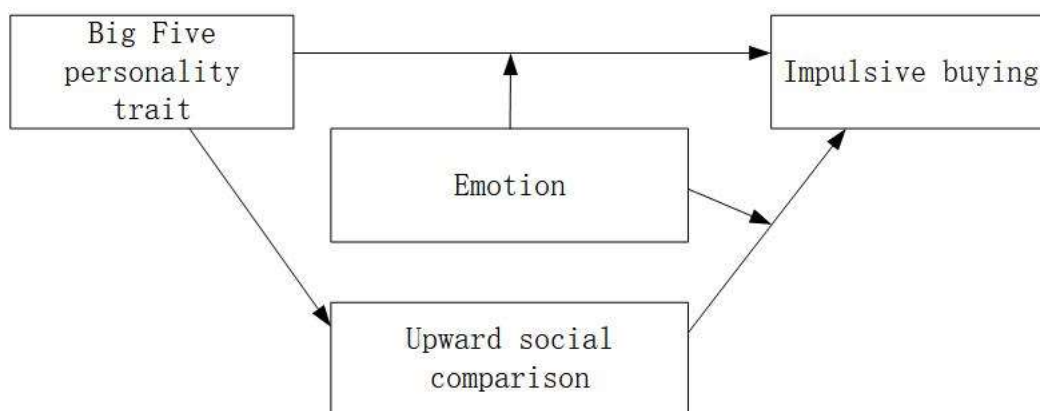 Big Five
personality
trait
Impulsive buying
Emotion
Upward social
comparison